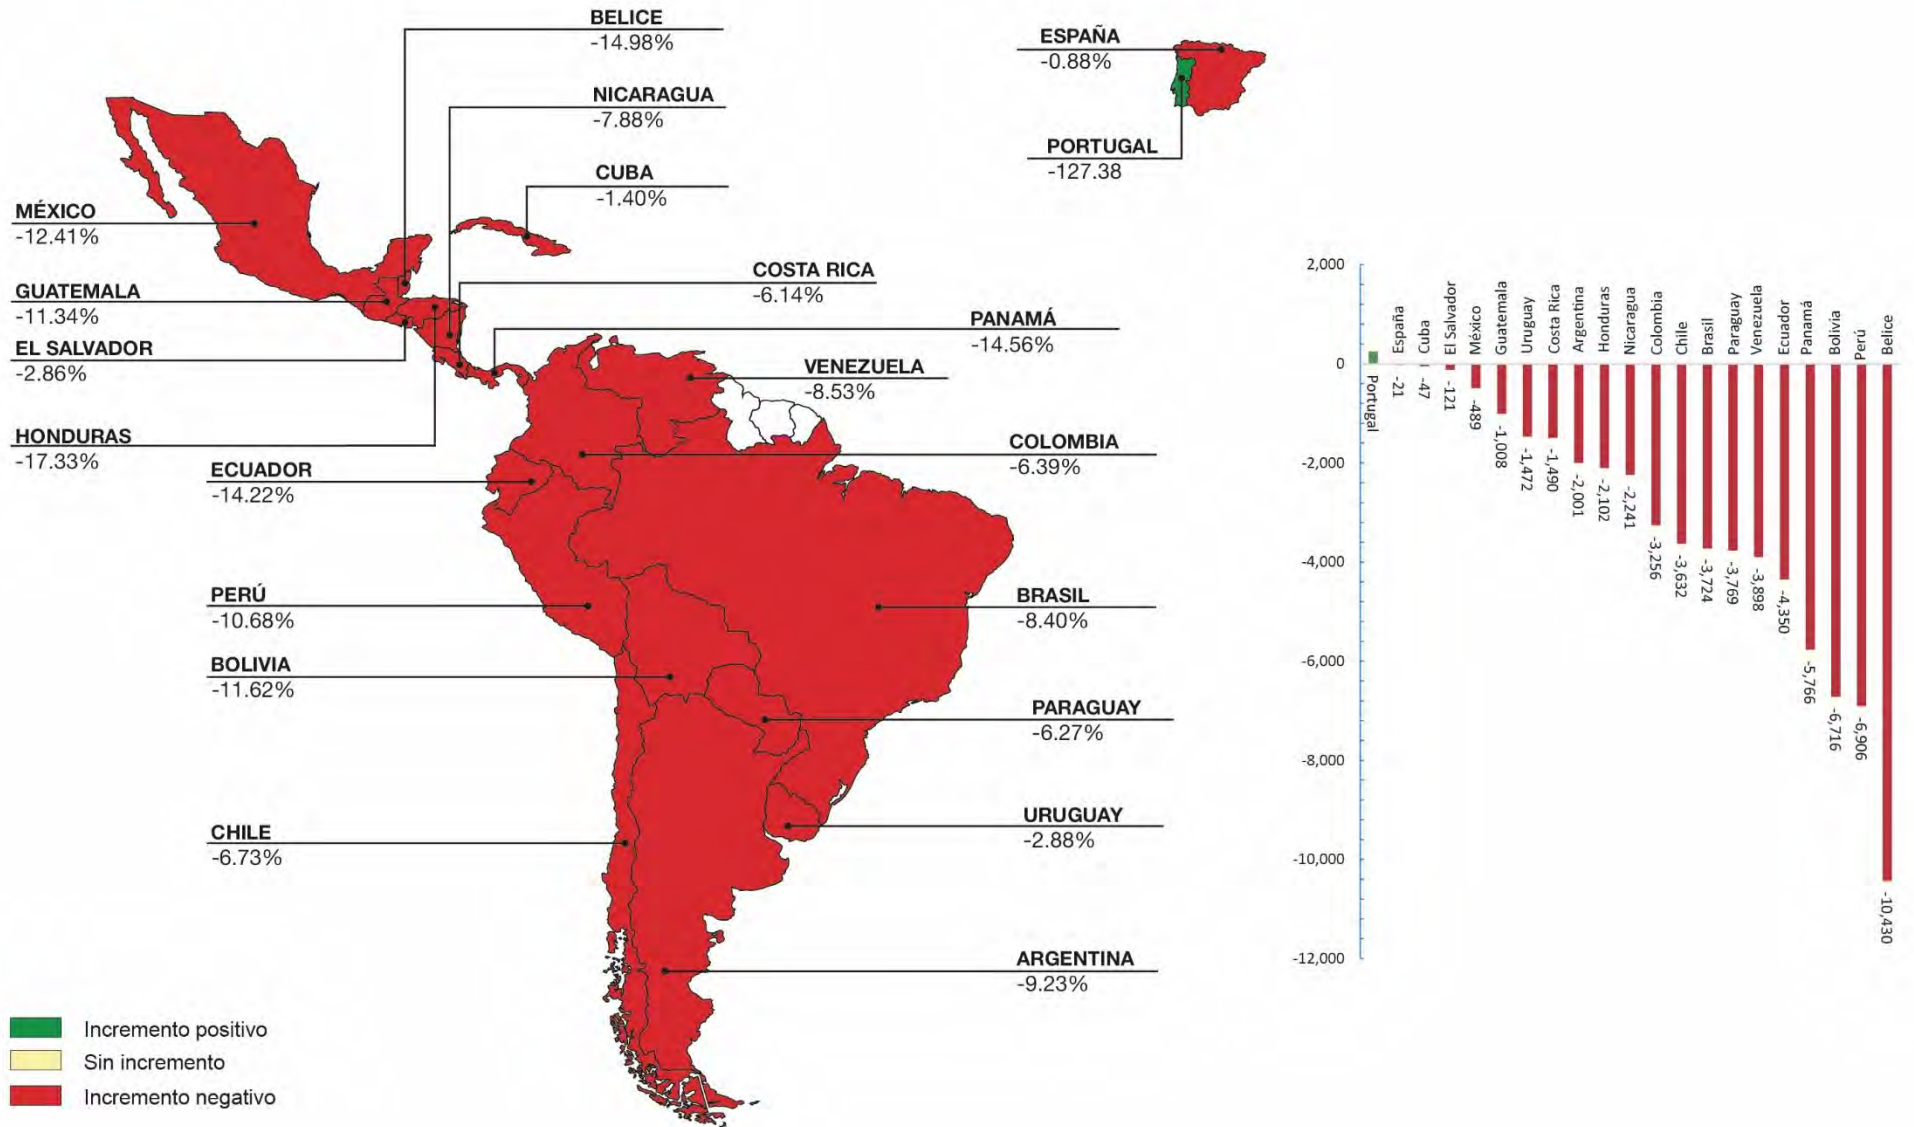 BELICE
-14.98%
NICARAGUA
-7.88%
CUBA
-1.40%
MÉXICO
-12.41%
GUATEMALA
-11.34%
EL SALVADOR
-2.86%
HONDURAS
-17.33%
COSTA RICA
-6.14%
PANAMÁ
-14.56%
VENEZUELA
-8.53%
COLOMBIA
-6.39%
ECUADOR
-14.22%
PERÚ
-10.68%
BRASIL
-8.40%
BOLIVIA
-11.62%
PARAGUAY
-6.27%
URUGUAY
-2.88%
CHILE
-6.73%
ARGENTINA
-9.23%
ESPAÑA
-0.88%
PORTUGAL
-127.38
Incremento positivo
Sin incremento
Incremento negativo
2,000
0
-2,000
-4,000
-6,000
-8,000
-10,000
-12,000
Portugal
España
-21
Cuba
-47
El Salvador
-121
México
-489
Guatemala
-1,008
Uruguay
-1,472
Costa Rica
-1,490
Argentina
-2,001
Honduras
-2,102
Nicaragua
-2,241
Colombia
-3,256
Chile
-3,632
Brasil
-3,724
Paraguay
-3,769
Venezuela
-3,898
Ecuador
-4,350
Panamá
-5,766
Bolivia
-6,716
Perú
-6,906
Belice
-10,430